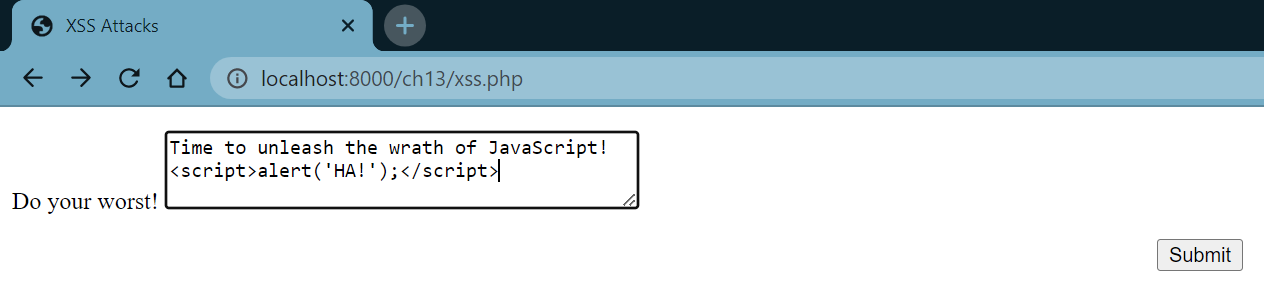 XSS Attacks
localhost:8000/ch13/xss.php
Time to unleash the wrath of JavaScript!
<script>alert('HA!');</script>
Do your worst!
Submit